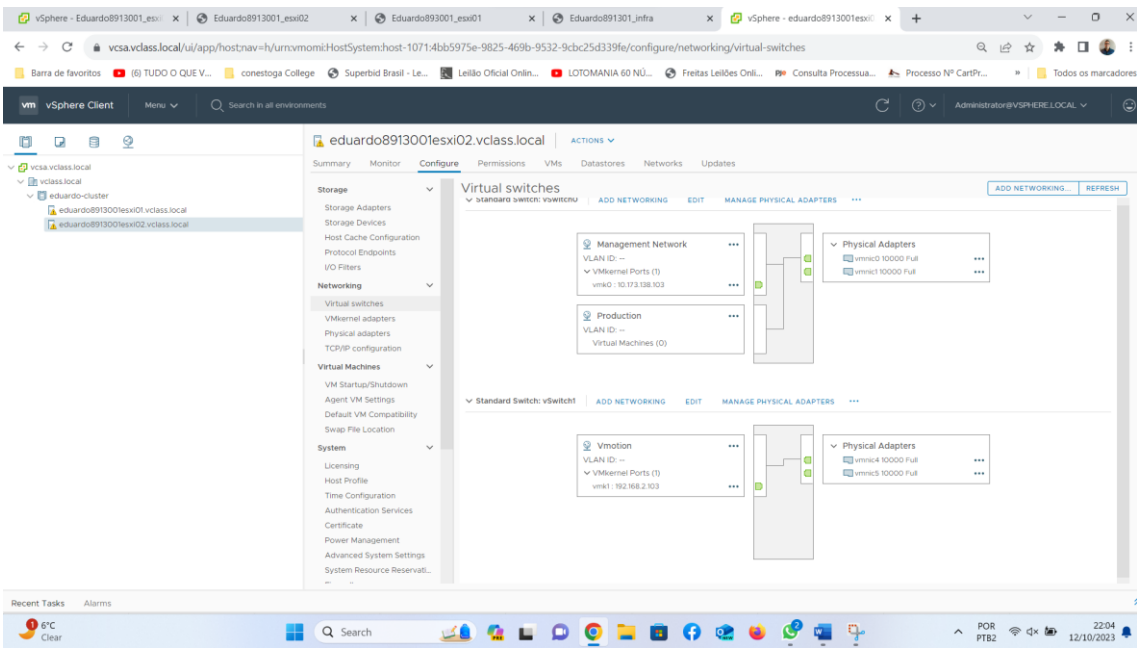 vSphere - Eduardo8913001_esxi
Eduardo8913001_esxi02
Eduardo893001_esxi01
Eduardo891301_infra
vSphere - eduardo8913001esxi0
vcsa.vclass.local/ui/app/host;nav=h/urn:vmomi:HostSystem:host-1071:4bb5975e-9825-469b-9532-9cbc25d339fe/configure/networking/virtual-switches
Barra de favoritos
(6) TUDO O QUE V...
conestoga College
Superbid Brasil - Le...
Leilão Oficial Onlin...
LOTOMANIA 60 NÚ...
Freitas Leilões Onli...
Consulta Processua...
Processo Nº CartPr...
»
Todos os marcadores
vm vSphere Client
Menu
Search in all environments
Administrator@VSPHERE.LOCAL
vcsa.vclass.local
vclass.local
eduardo-cluster
eduardo8913001esxi01.vclass.local
eduardo8913001esxi02.vclass.local
eduardo8913001esxi02.vclass.local
ACTIONS
Summary Monitor Configure Permissions VMs Datastores Networks Updates
Storage
Storage Adapters
Storage Devices
Host Cache Configuration
Protocol Endpoints
I/O Filters
Networking
Virtual switches
VMkernel adapters
Physical adapters
TCP/IP configuration
Virtual Machines
VM Startup/Shutdown
Agent VM Settings
Default VM Compatibility
Swap File Location
System
Licensing
Host Profile
Time Configuration
Authentication Services
Certificate
Power Management
Advanced System Settings
System Resource Reservati...
Virtual switches
ADD NETWORKING... REFRESH
Standard Switch: vSwitch0 ADD NETWORKING EDIT MANAGE PHYSICAL ADAPTERS ...
Management Network ...
VLAN ID: --
VMkernel Ports (1)
vmk0 : 10.173.138.103 ...
Production ...
VLAN ID: --
Virtual Machines (0)
Physical Adapters
vmnic0 10000 Full ...
vmnic1 10000 Full ...
Standard Switch: vSwitch1 ADD NETWORKING EDIT MANAGE PHYSICAL ADAPTERS ...
Vmotion ...
VLAN ID: --
VMkernel Ports (1)
vmk1 : 192.168.2.103 ...
Physical Adapters
vmnic4 10000 Full ...
vmnic5 10000 Full ...
Recent Tasks Alarms
1
6°C
Clear
Search
POR
PTB2
22:04
12/10/2023